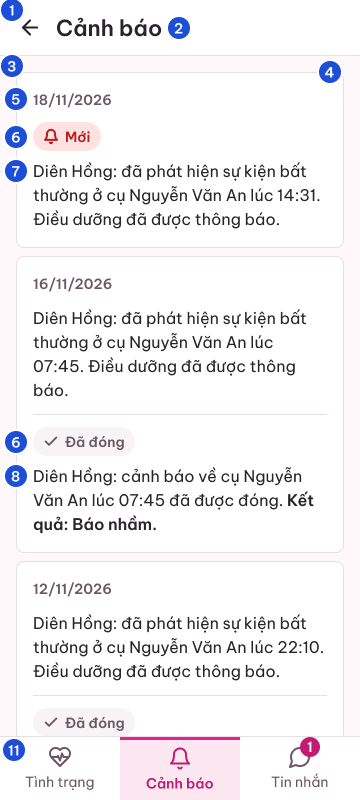 1
Cảnh báo 2
3
4
5 18/11/2026
6 Mới
7 Diên Hồng: đã phát hiện sự kiện bất
thường ở cụ Nguyễn Văn An lúc 14:31.
Điều dưỡng đã được thông báo.
16/11/2026
Diên Hồng: đã phát hiện sự kiện bất
thường ở cụ Nguyễn Văn An lúc
07:45. Điều dưỡng đã được thông
báo.
6 Đã đóng
8 Diên Hồng: cảnh báo về cụ Nguyễn
Văn An lúc 07:45 đã được đóng. Kết
quả: Báo nhầm.
12/11/2026
Diên Hồng: đã phát hiện sự kiện bất
thường ở cụ Nguyễn Văn An lúc 22:10.
Điều dưỡng đã được thông báo.
Đã đóng
11
1
Tình trạng Cảnh báo Tin nhắn